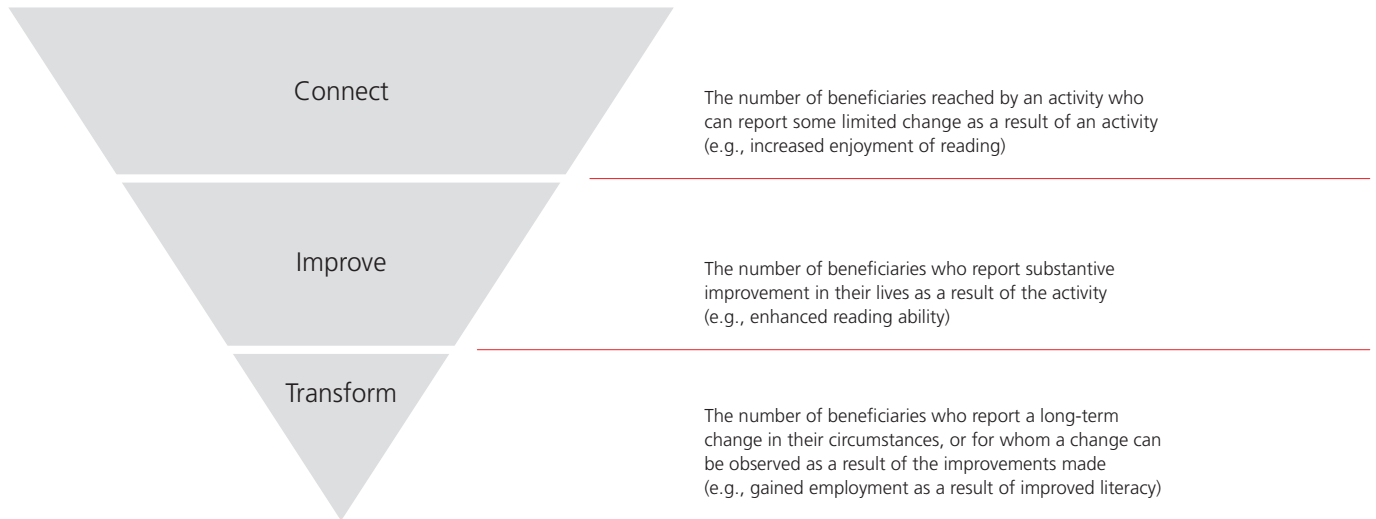 Connect
The number of beneficiaries reached by an activity who
can report some limited change as a result of an activity
(e.g., increased enjoyment of reading)
Improve
The number of beneficiaries who report substantive
improvement in their lives as a result of the activity
(e.g., enhanced reading ability)
Transform
The number of beneficiaries who report a long-term
change in their circumstances, or for whom a change can
be observed as a result of the improvements made
(e.g., gained employment as a result of improved literacy)